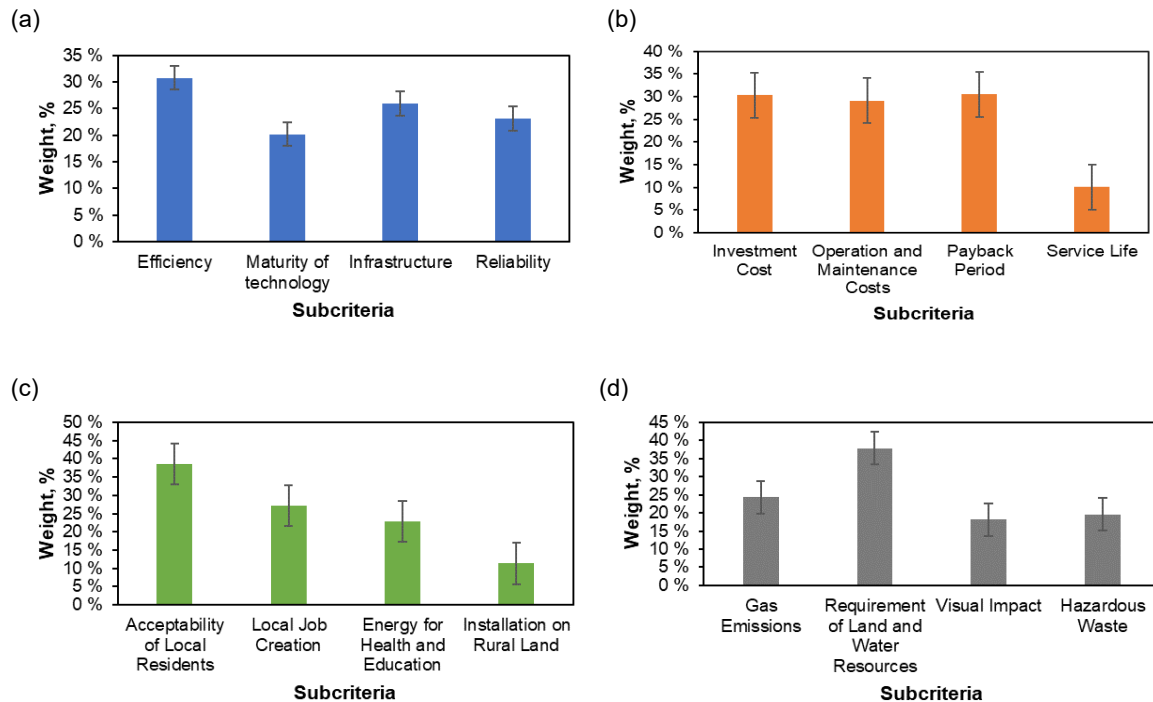 (a)
35 %
30 %
25 %
20 %
15 %
10 %
5 %
0 %
Weight, %
Efficiency
Maturity of
technology
Infrastructure
Reliability
Subcriteria
(b)
40 %
35 %
30 %
25 %
20 %
15 %
10 %
5 %
0 %
Weight, %
Investment
Cost
Operation and
Maintenance
Costs
Payback
Period
Service Life
Subcriteria
(c)
50 %
45 %
40 %
35 %
30 %
25 %
20 %
15 %
10 %
5 %
0 %
Weight, %
Acceptability
of Local
Residents
Local Job
Creation
Energy for
Health and
Education
Installation on
Rural Land
Subcriteria
(d)
45 %
40 %
35 %
30 %
25 %
20 %
15 %
10 %
5 %
0 %
Weight, %
Gas
Emissions
Requirement
of Land and
Water
Resources
Visual Impact
Hazardous
Waste
Subcriteria